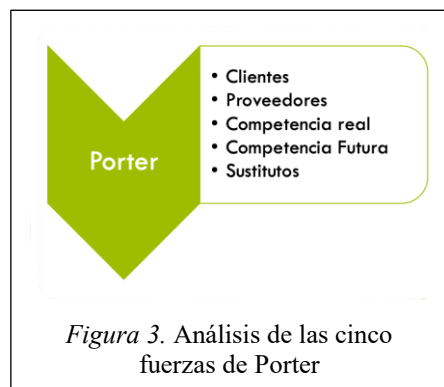 Porter
• Clientes
• Proveedores
• Competencia real
• Competencia Futura
• Sustitutos
Figura 3. Análisis de las cinco
fuerzas de Porter